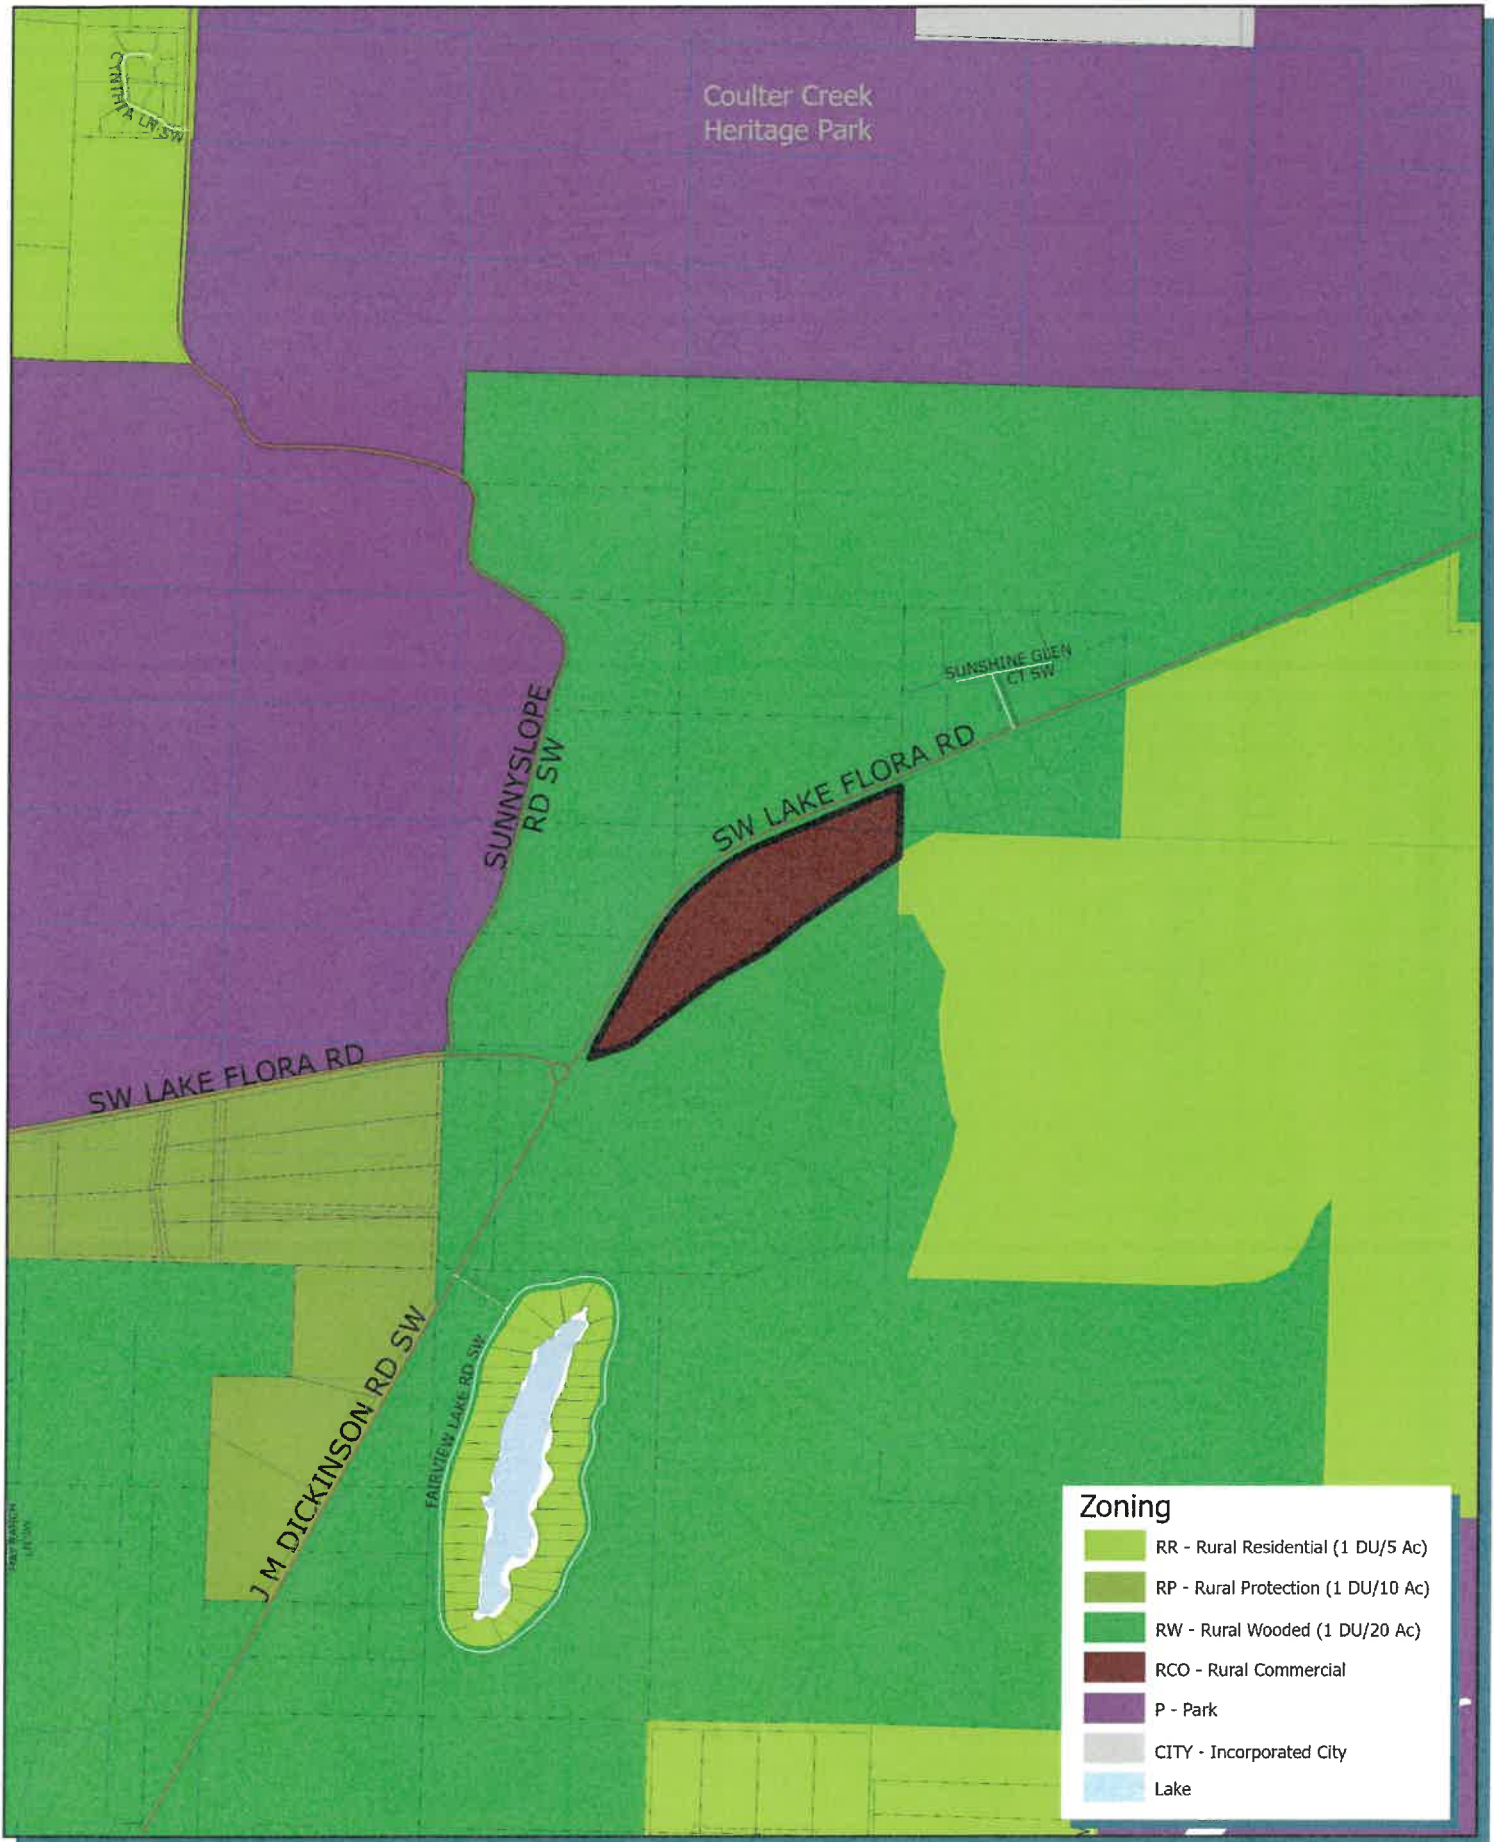 CYNTHIA LN SW
Coulter Creek
Heritage Park
SUNSHINE GLEN
CT SW
SUNNYSLOPE
RD SW
SW LAKE FLORA RD
SW LAKE FLORA RD
J M DICKINSON RD SW
FAIRVIEW LAKE RD SW
Zoning
RR - Rural Residential (1 DU/5 Ac)
RP - Rural Protection (1 DU/10 Ac)
RW - Rural Wooded (1 DU/20 Ac)
RCO - Rural Commercial
P - Park
CITY - Incorporated City
Lake